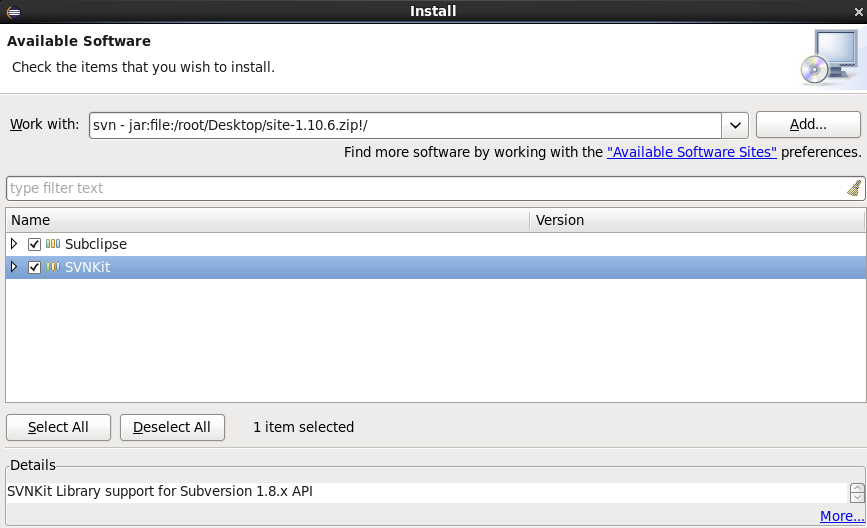 Install
Available Software
Check the items that you wish to install.
Work with: svn - jar:file:/root/Desktop/site-1.10.6.zip!/ Add...
Find more software by working with the "Available Software Sites" preferences.
type filter text
Name Version
Subclipse
SVNKit
Select All Deselect All 1 item selected
Details
SVNKit Library support for Subversion 1.8.x API
More...